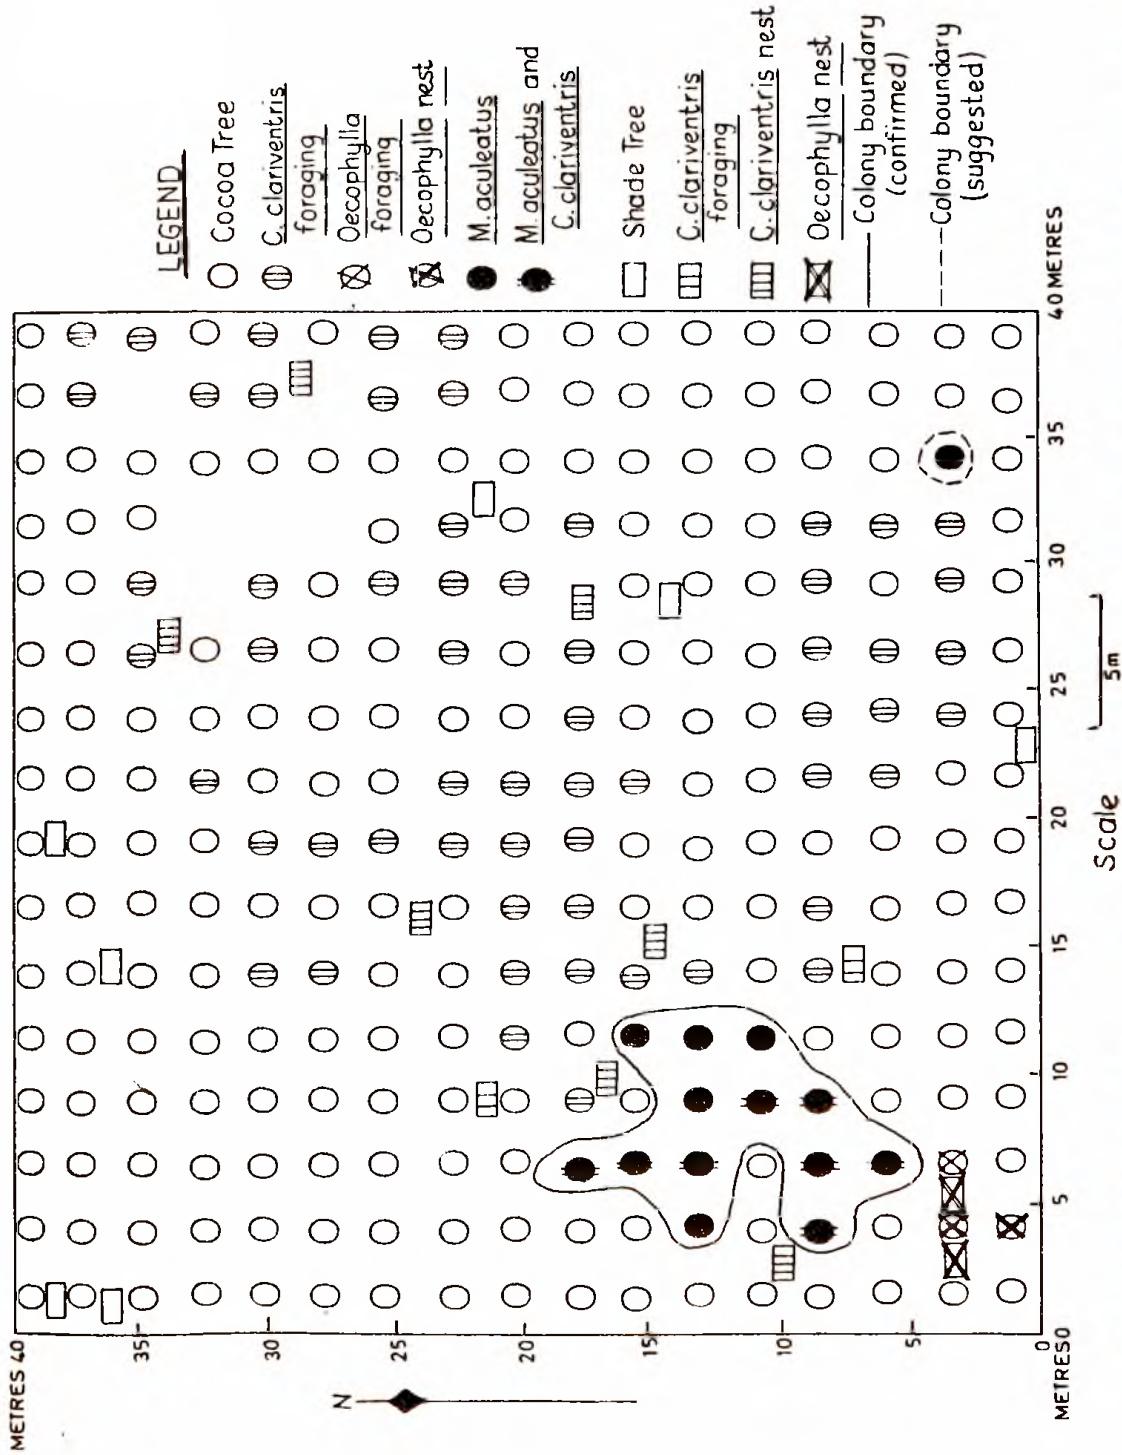 LEGEND
Cocoa Tree
C. clariventris
foraging
Oecophylla
foraging
Oecophylla nest
M. aculeatus
M. aculeatus and
C. clariventris
Shade Tree
C. clariventris
foraging
C. clariventris nest
Oecophylla nest
Colony boundary
(confirmed)
Colony boundary
(suggested)
METRES 40
35
30
25
20
15
10
5
0
METRES 0
5
10
15
20
25
30
35
40 METRES
N
Scale
5m